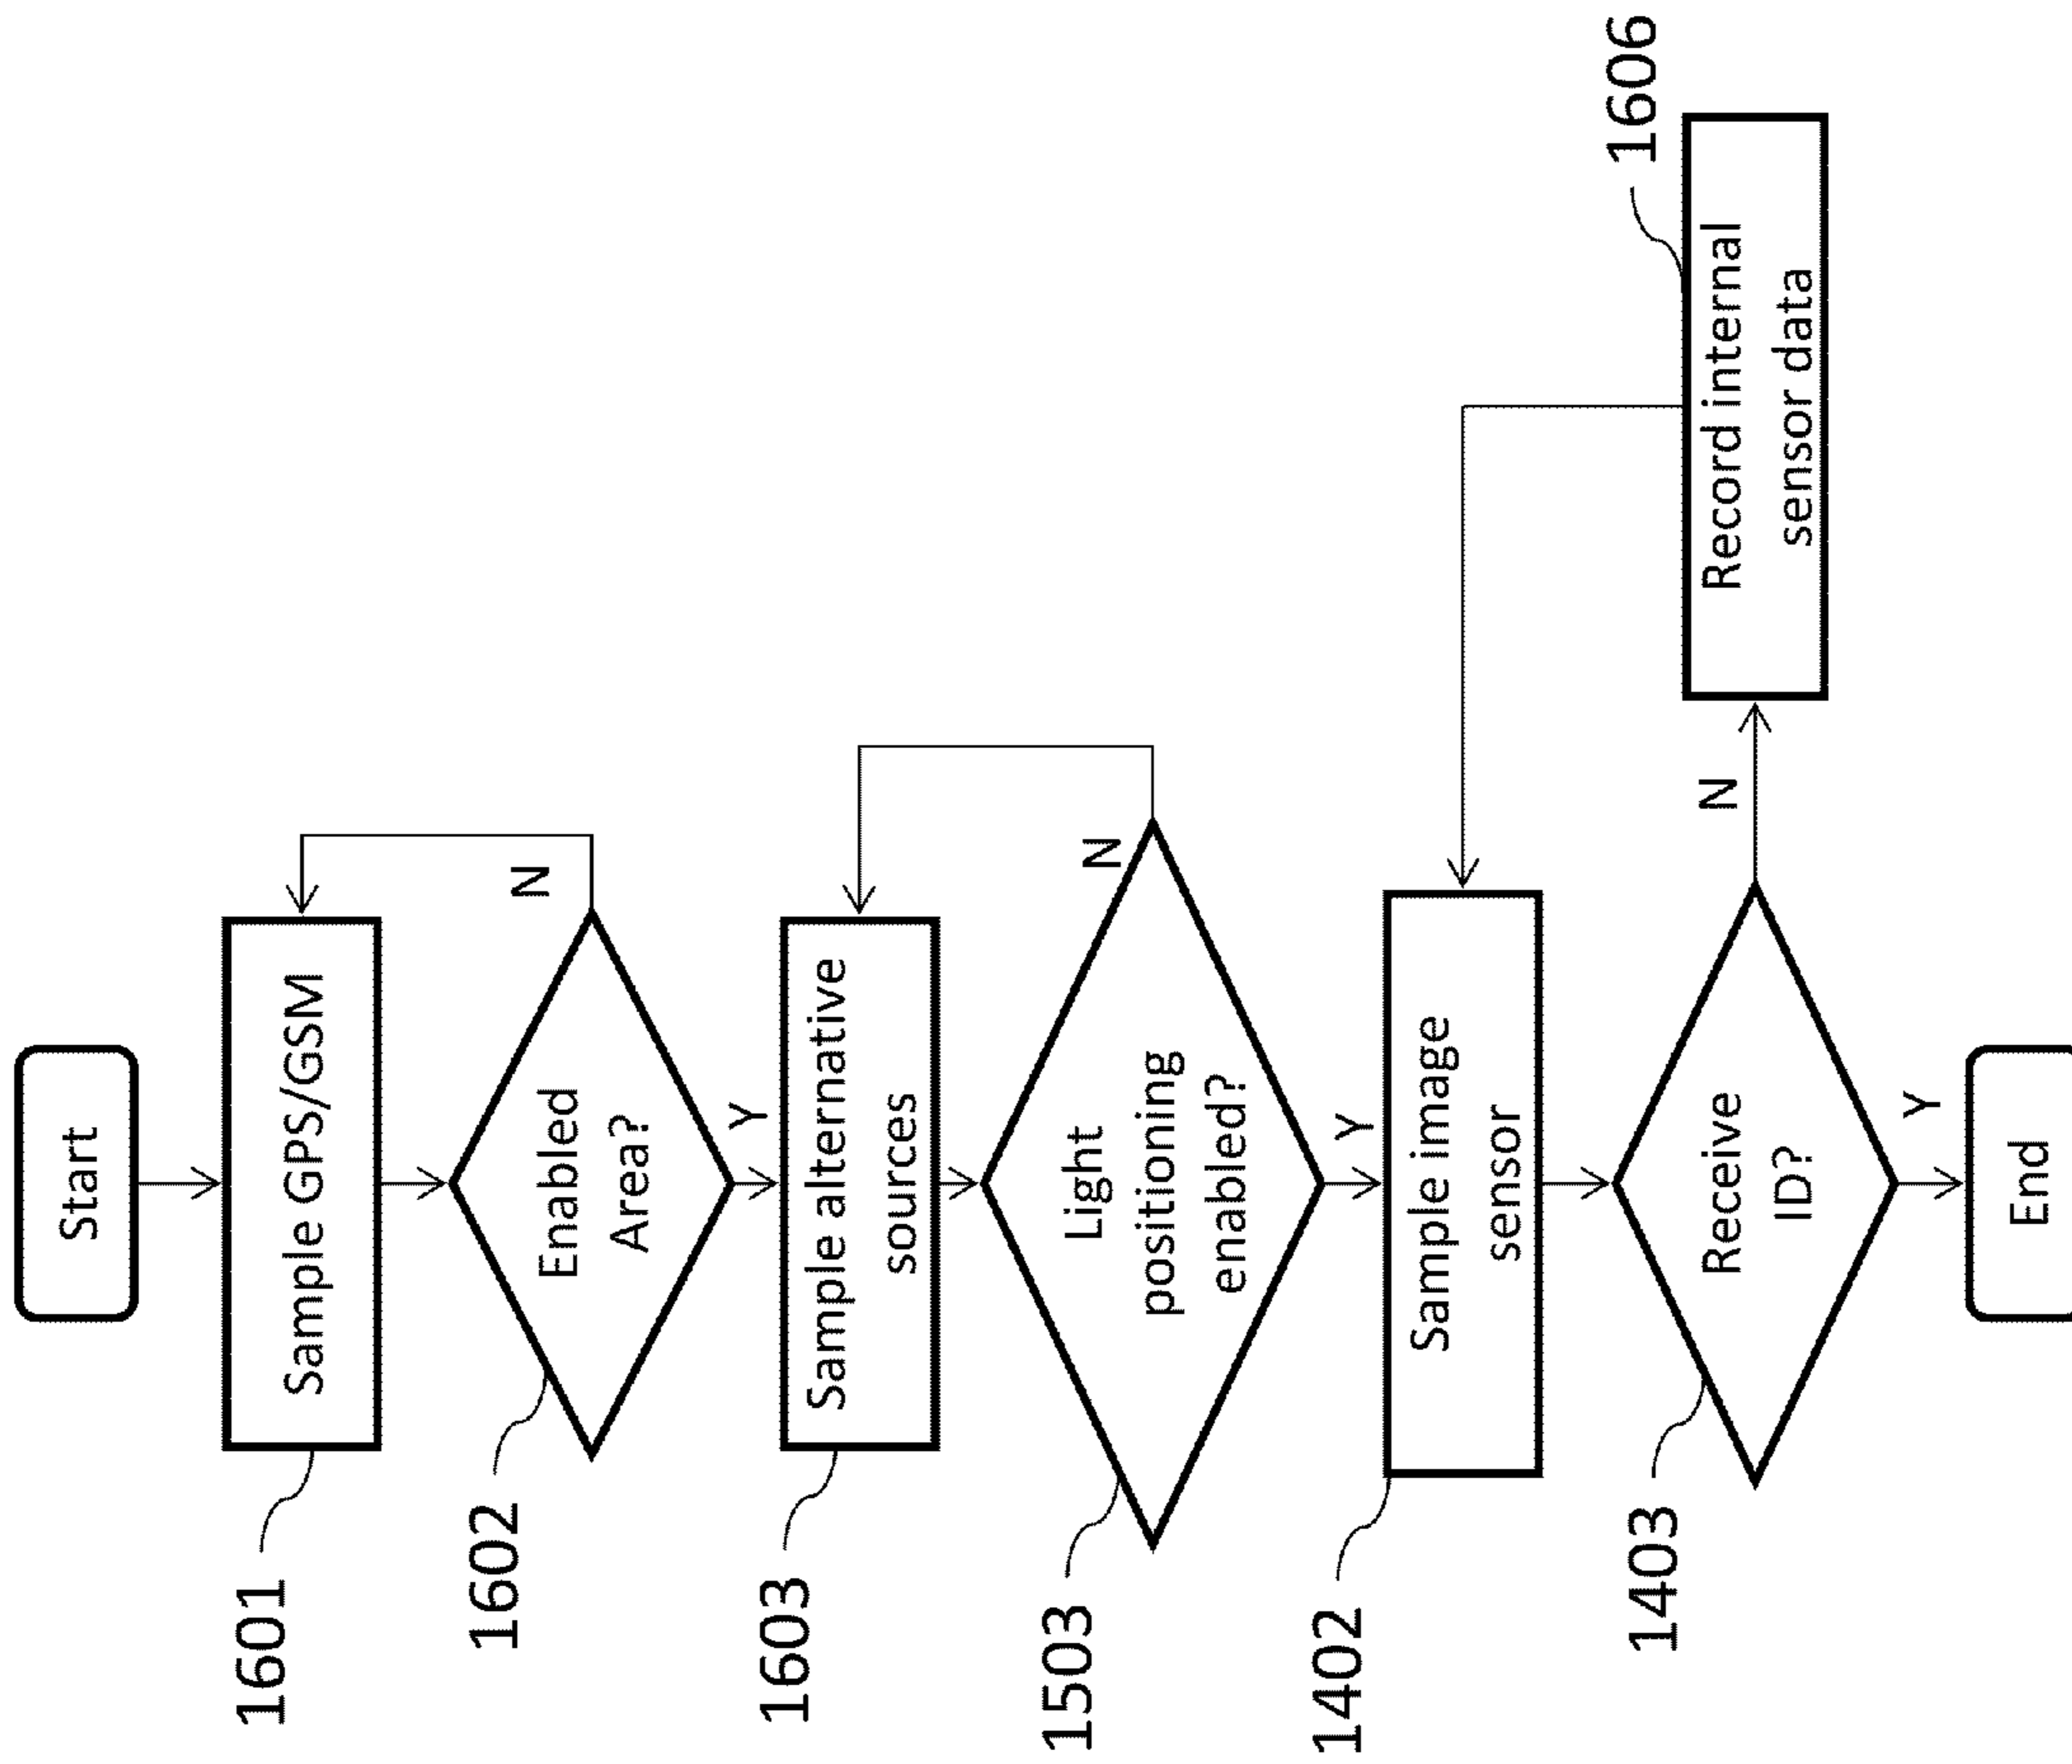 Start
1601
Sample GPS/GSM
1602
Enabled
Area?
N
Y
1603
Sample alternative
sources
1503
Light
positioning
enabled?
N
Y
1402
Sample image
sensor
1403
Receive
ID?
N
1606
Record internal
sensor data
Y
End